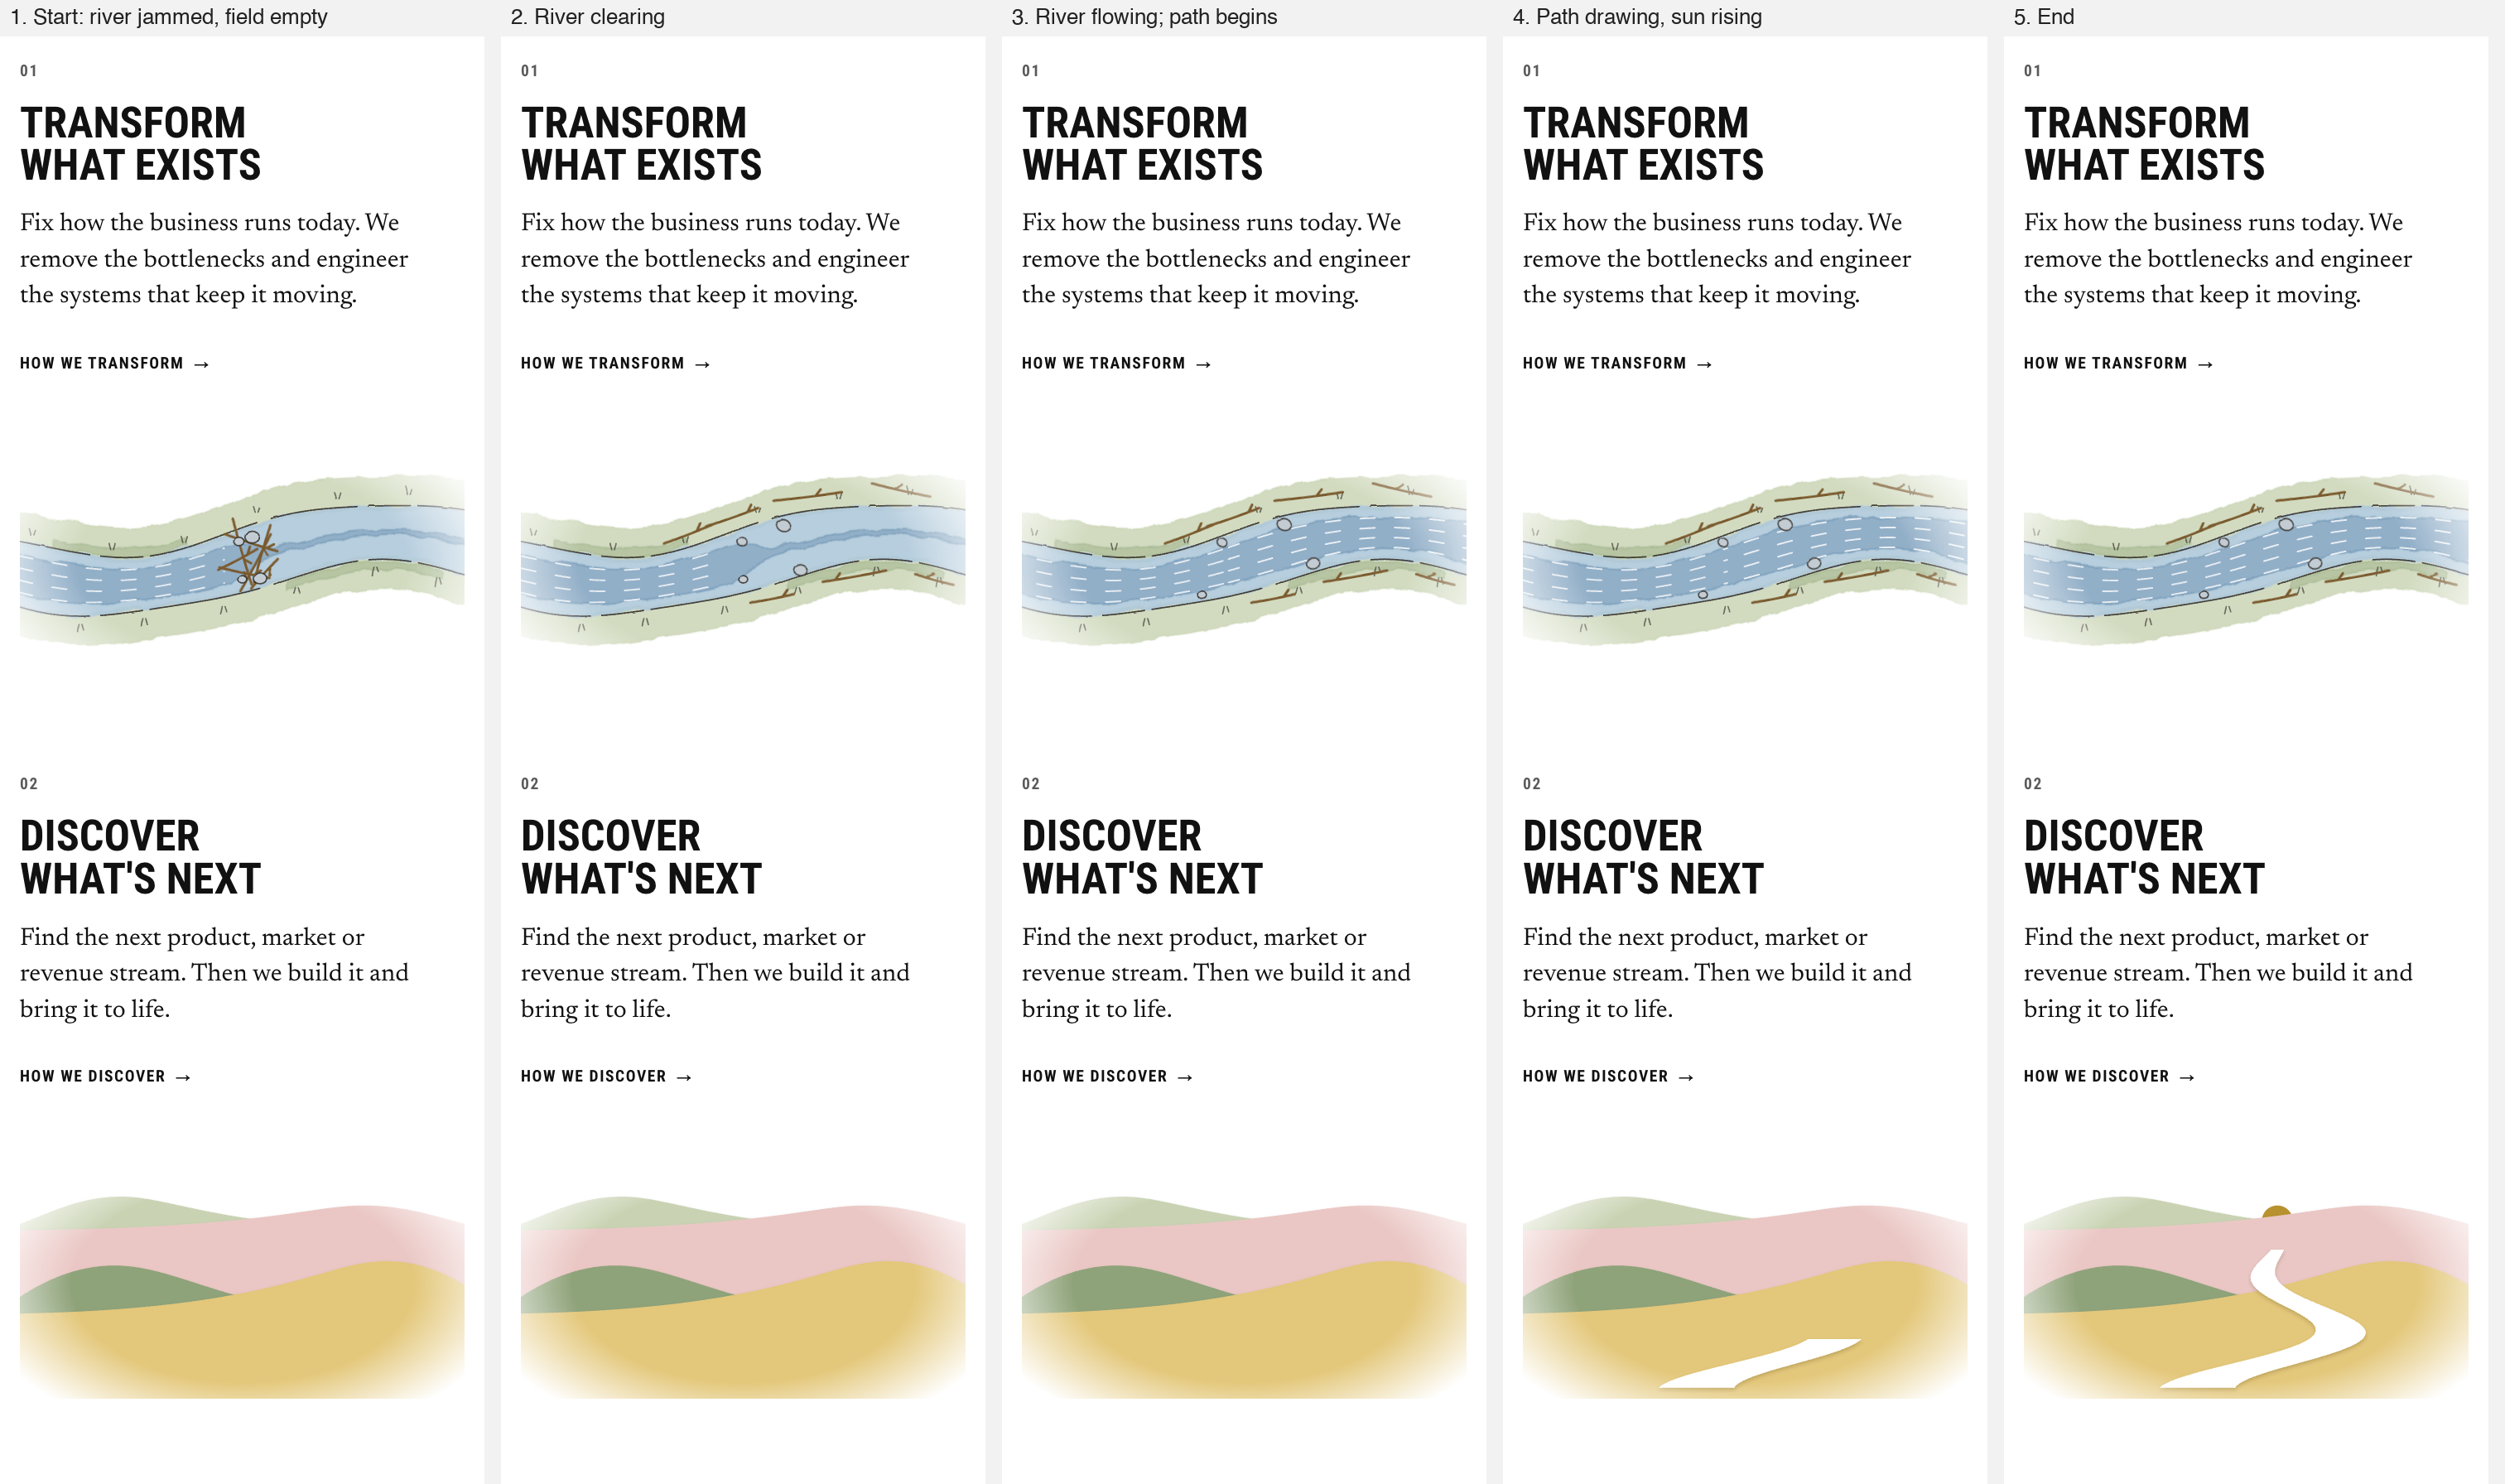 1. Start: river jammed, field empty
01
TRANSFORM
WHAT EXISTS
Fix how the business runs today. We
remove the bottlenecks and engineer
the systems that keep it moving.
HOW WE TRANSFORM →
02
DISCOVER
WHAT'S NEXT
Find the next product, market or
revenue stream. Then we build it and
bring it to life.
HOW WE DISCOVER →
2. River clearing
01
TRANSFORM
WHAT EXISTS
Fix how the business runs today. We
remove the bottlenecks and engineer
the systems that keep it moving.
HOW WE TRANSFORM →
02
DISCOVER
WHAT'S NEXT
Find the next product, market or
revenue stream. Then we build it and
bring it to life.
HOW WE DISCOVER →
3. River flowing; path begins
01
TRANSFORM
WHAT EXISTS
Fix how the business runs today. We
remove the bottlenecks and engineer
the systems that keep it moving.
HOW WE TRANSFORM →
02
DISCOVER
WHAT'S NEXT
Find the next product, market or
revenue stream. Then we build it and
bring it to life.
HOW WE DISCOVER →
4. Path drawing, sun rising
01
TRANSFORM
WHAT EXISTS
Fix how the business runs today. We
remove the bottlenecks and engineer
the systems that keep it moving.
HOW WE TRANSFORM →
02
DISCOVER
WHAT'S NEXT
Find the next product, market or
revenue stream. Then we build it and
bring it to life.
HOW WE DISCOVER →
5. End
01
TRANSFORM
WHAT EXISTS
Fix how the business runs today. We
remove the bottlenecks and engineer
the systems that keep it moving.
HOW WE TRANSFORM →
02
DISCOVER
WHAT'S NEXT
Find the next product, market or
revenue stream. Then we build it and
bring it to life.
HOW WE DISCOVER →